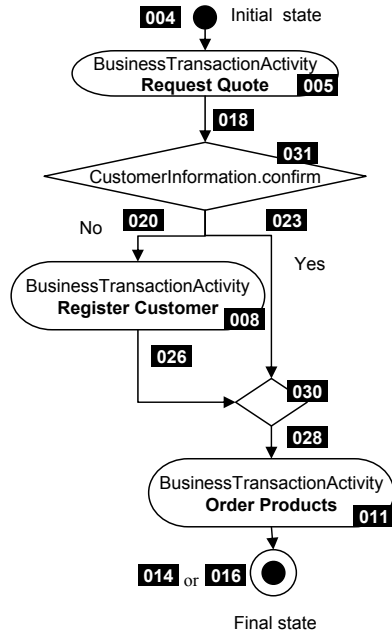 004 Initial state
BusinessTransactionActivity
Request Quote 005
018
031
CustomerInformation.confirm
020 023
No
Yes
BusinessTransactionActivity
Register Customer
008
026
030
028
BusinessTransactionActivity
Order Products
011
014 or 016
Final state